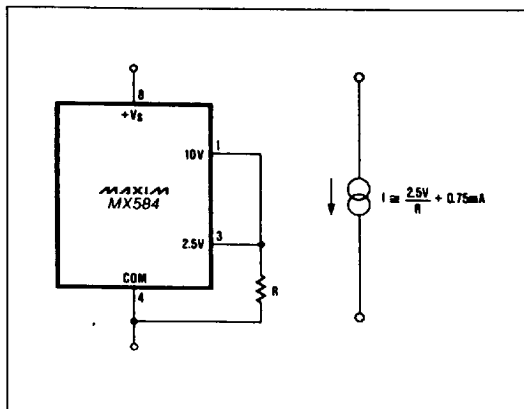 8
+Vs
10V
1
MAXIM
MX584
2.5V
3
COM
4
R
I ≅ 2.5V/R + 0.75mA